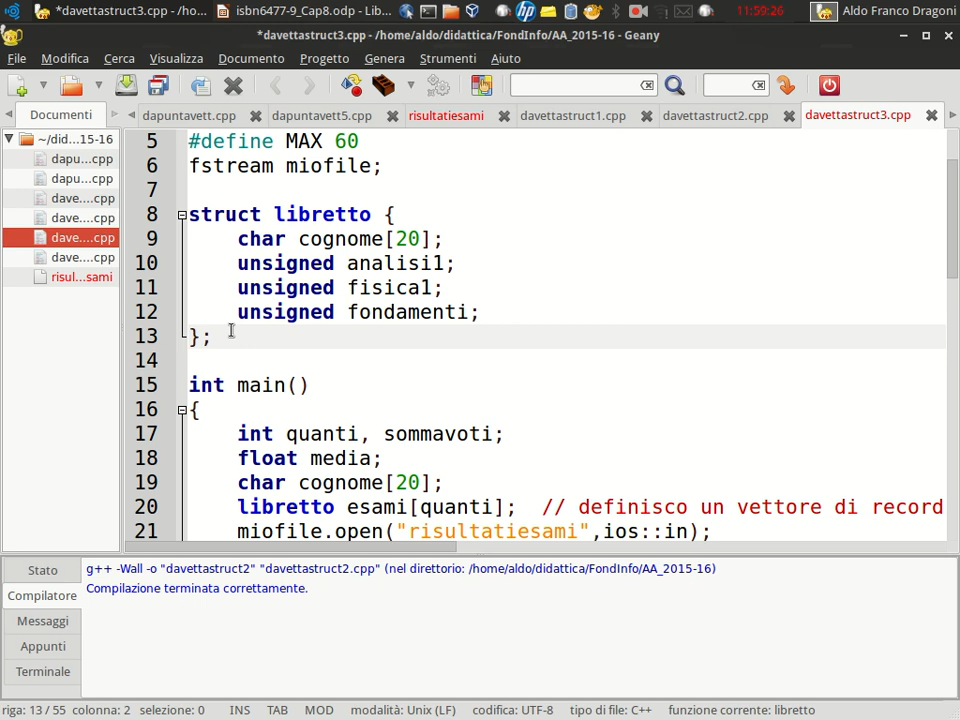 *davettastruct3.cpp - /ho... isbn6477-9_Cap8.odp - Lib... 11:59:26 Aldo Franco Dragoni
*davettastruct3.cpp - /home/aldo/didattica/FondInfo/AA_2015-16 - Geany
File Modifica Cerca Visualizza Documento Progetto Genera Strumenti Aiuto
Documenti dapuntavett.cpp dapuntavett5.cpp risultatiesami davettastruct1.cpp davettastruct2.cpp davettastruct3.cpp
~/did...15-16
dapu...cpp
dapu...cpp
dave....cpp
dave....cpp
dave....cpp
dave....cpp
risul...sami
5 #define MAX 60
6 fstream miofile;
7
8 struct libretto {
9 char cognome[20];
10 unsigned analisi1;
11 unsigned fisica1;
12 unsigned fondamenti;
13 };
14
15 int main()
16 {
17 int quanti, sommavoti;
18 float media;
19 char cognome[20];
20 libretto esami[quanti]; // definisco un vettore di record
21 miofile.open("risultatiesami",ios::in);
Stato
Compilatore
Messaggi
Appunti
Terminale
g++ -Wall -o "davettastruct2" "davettastruct2.cpp" (nel direttorio: /home/aldo/didattica/FondInfo/AA_2015-16)
Compilazione terminata correttamente.
riga: 13 / 55 colonna: 2 selezione: 0 INS TAB MOD modalità: Unix (LF) codifica: UTF-8 tipo di file: C++ funzione corrente: libretto